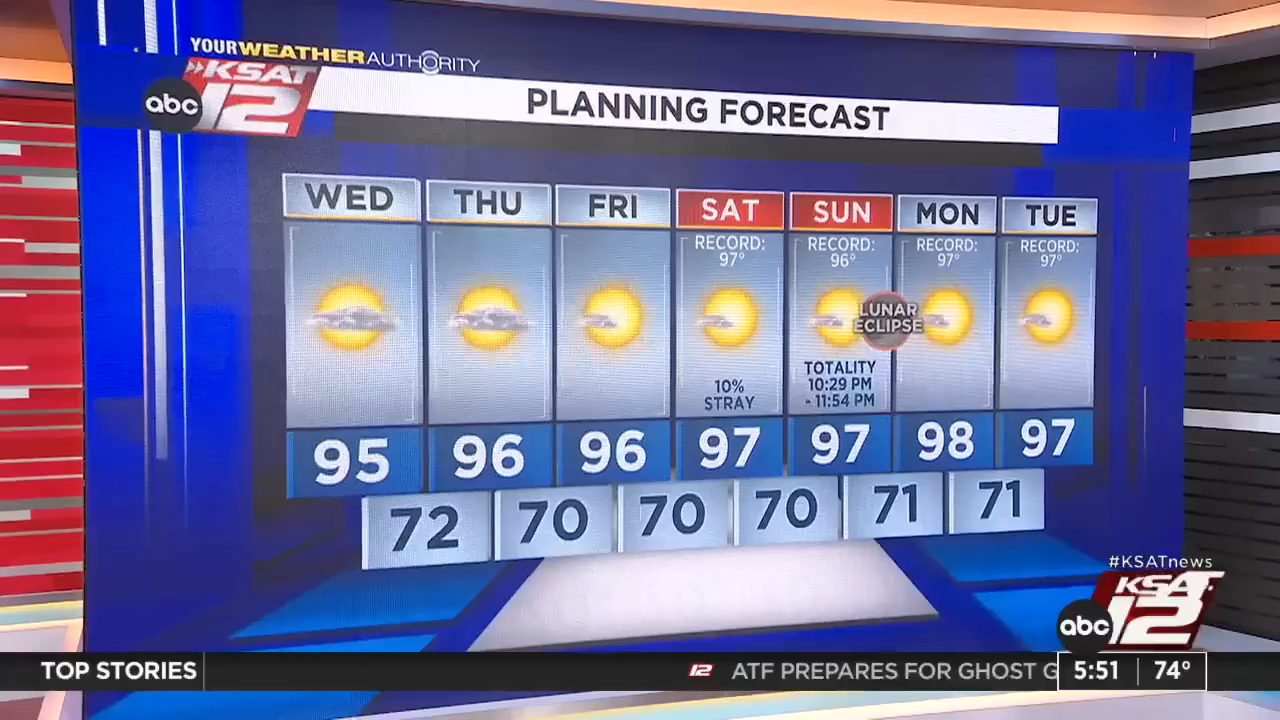 YOURWEATHERAUTHORITY
KSAT
abc
12
PLANNING FORECAST
WED
THU
FRI
SAT
SUN
MON
TUE
RECORD:
97°
RECORD:
96°
RECORD:
97°
RECORD:
97°
LUNAR
ECLIPSE
10%
STRAY
TOTALITY
10:29 PM
- 11:54 PM
95
96
96
97
97
98
97
72
70
70
70
71
71
#KSATnews
KSAT
abc
12
TOP STORIES
12 ATF PREPARES FOR GHOST G
5:51
74°